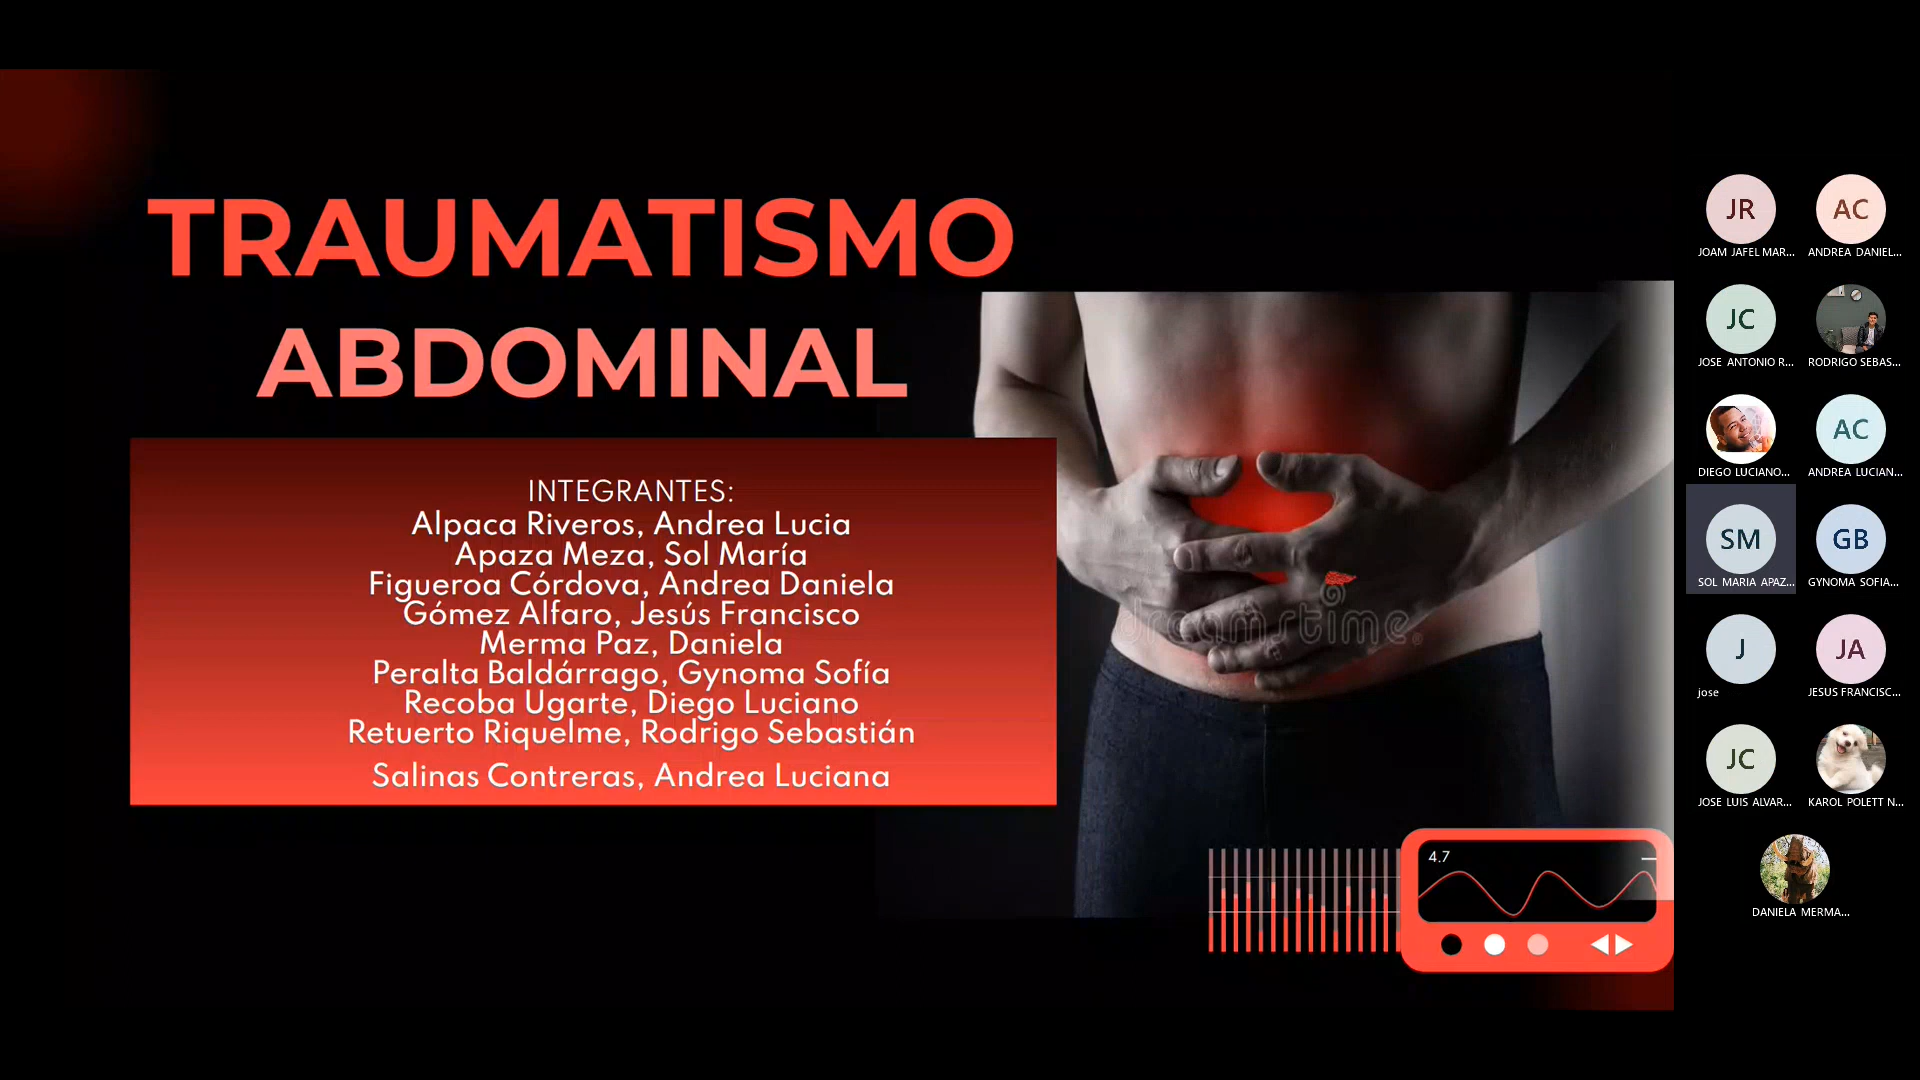 TRAUMATISMO
ABDOMINAL
INTEGRANTES:
Alpaca Riveros, Andrea Lucia
Apaza Meza, Sol María
Figueroa Córdova, Andrea Daniela
Gómez Alfaro, Jesús Francisco
Merma Paz, Daniela
Peralta Baldárrago, Gynoma Sofía
Recoba Ugarte, Diego Luciano
Retuerto Riquelme, Rodrigo Sebastián
Salinas Contreras, Andrea Luciana
dreamstime.
4.7
JR
JOAM JAFEL MAR...
AC
ANDREA DANIEL...
JC
JOSE ANTONIO R...
RODRIGO SEBAS...
DIEGO LUCIANO...
AC
ANDREA LUCIAN...
SM
SOL MARIA APAZ...
GB
GYNOMA SOFIA...
J
jose
JA
JESUS FRANCISC...
JC
JOSE LUIS ALVAR...
KAROL POLETT N...
DANIELA MERMA...